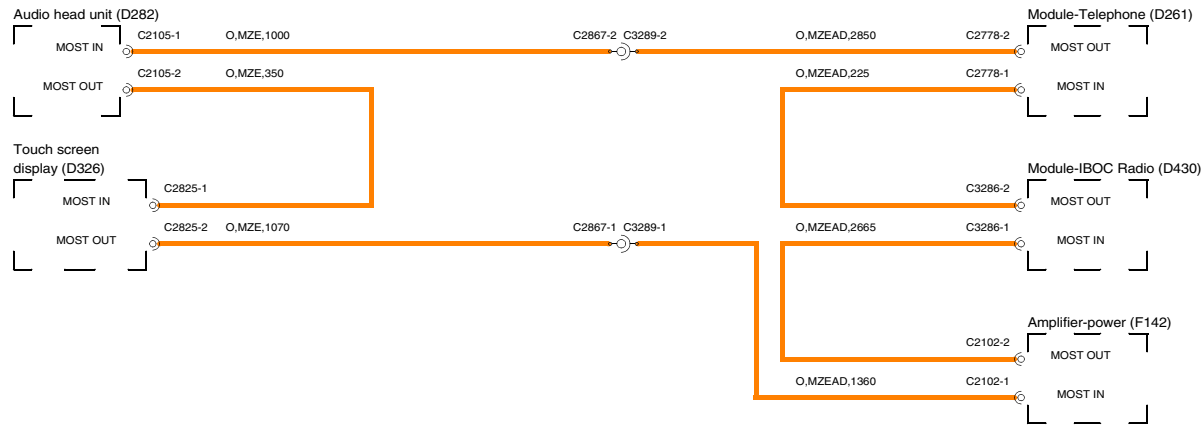 Audio head unit (D282)
Module-Telephone (D261)
C2105-1 O,MZE,1000 C2867-2 C3289-2 O,MZEAD,2850 C2778-2
MOST IN
MOST OUT
C2105-2 O,MZE,350 O,MZEAD,225 C2778-1
MOST OUT
MOST IN
Touch screen
display (D326)
Module-IBOC Radio (D430)
C2825-1 C3286-2
MOST IN
MOST OUT
C2825-2 O,MZE,1070 C2867-1 C3289-1 O,MZEAD,2665 C3286-1
MOST OUT
MOST IN
Amplifier-power (F142)
C2102-2
MOST OUT
O,MZEAD,1360 C2102-1
MOST IN